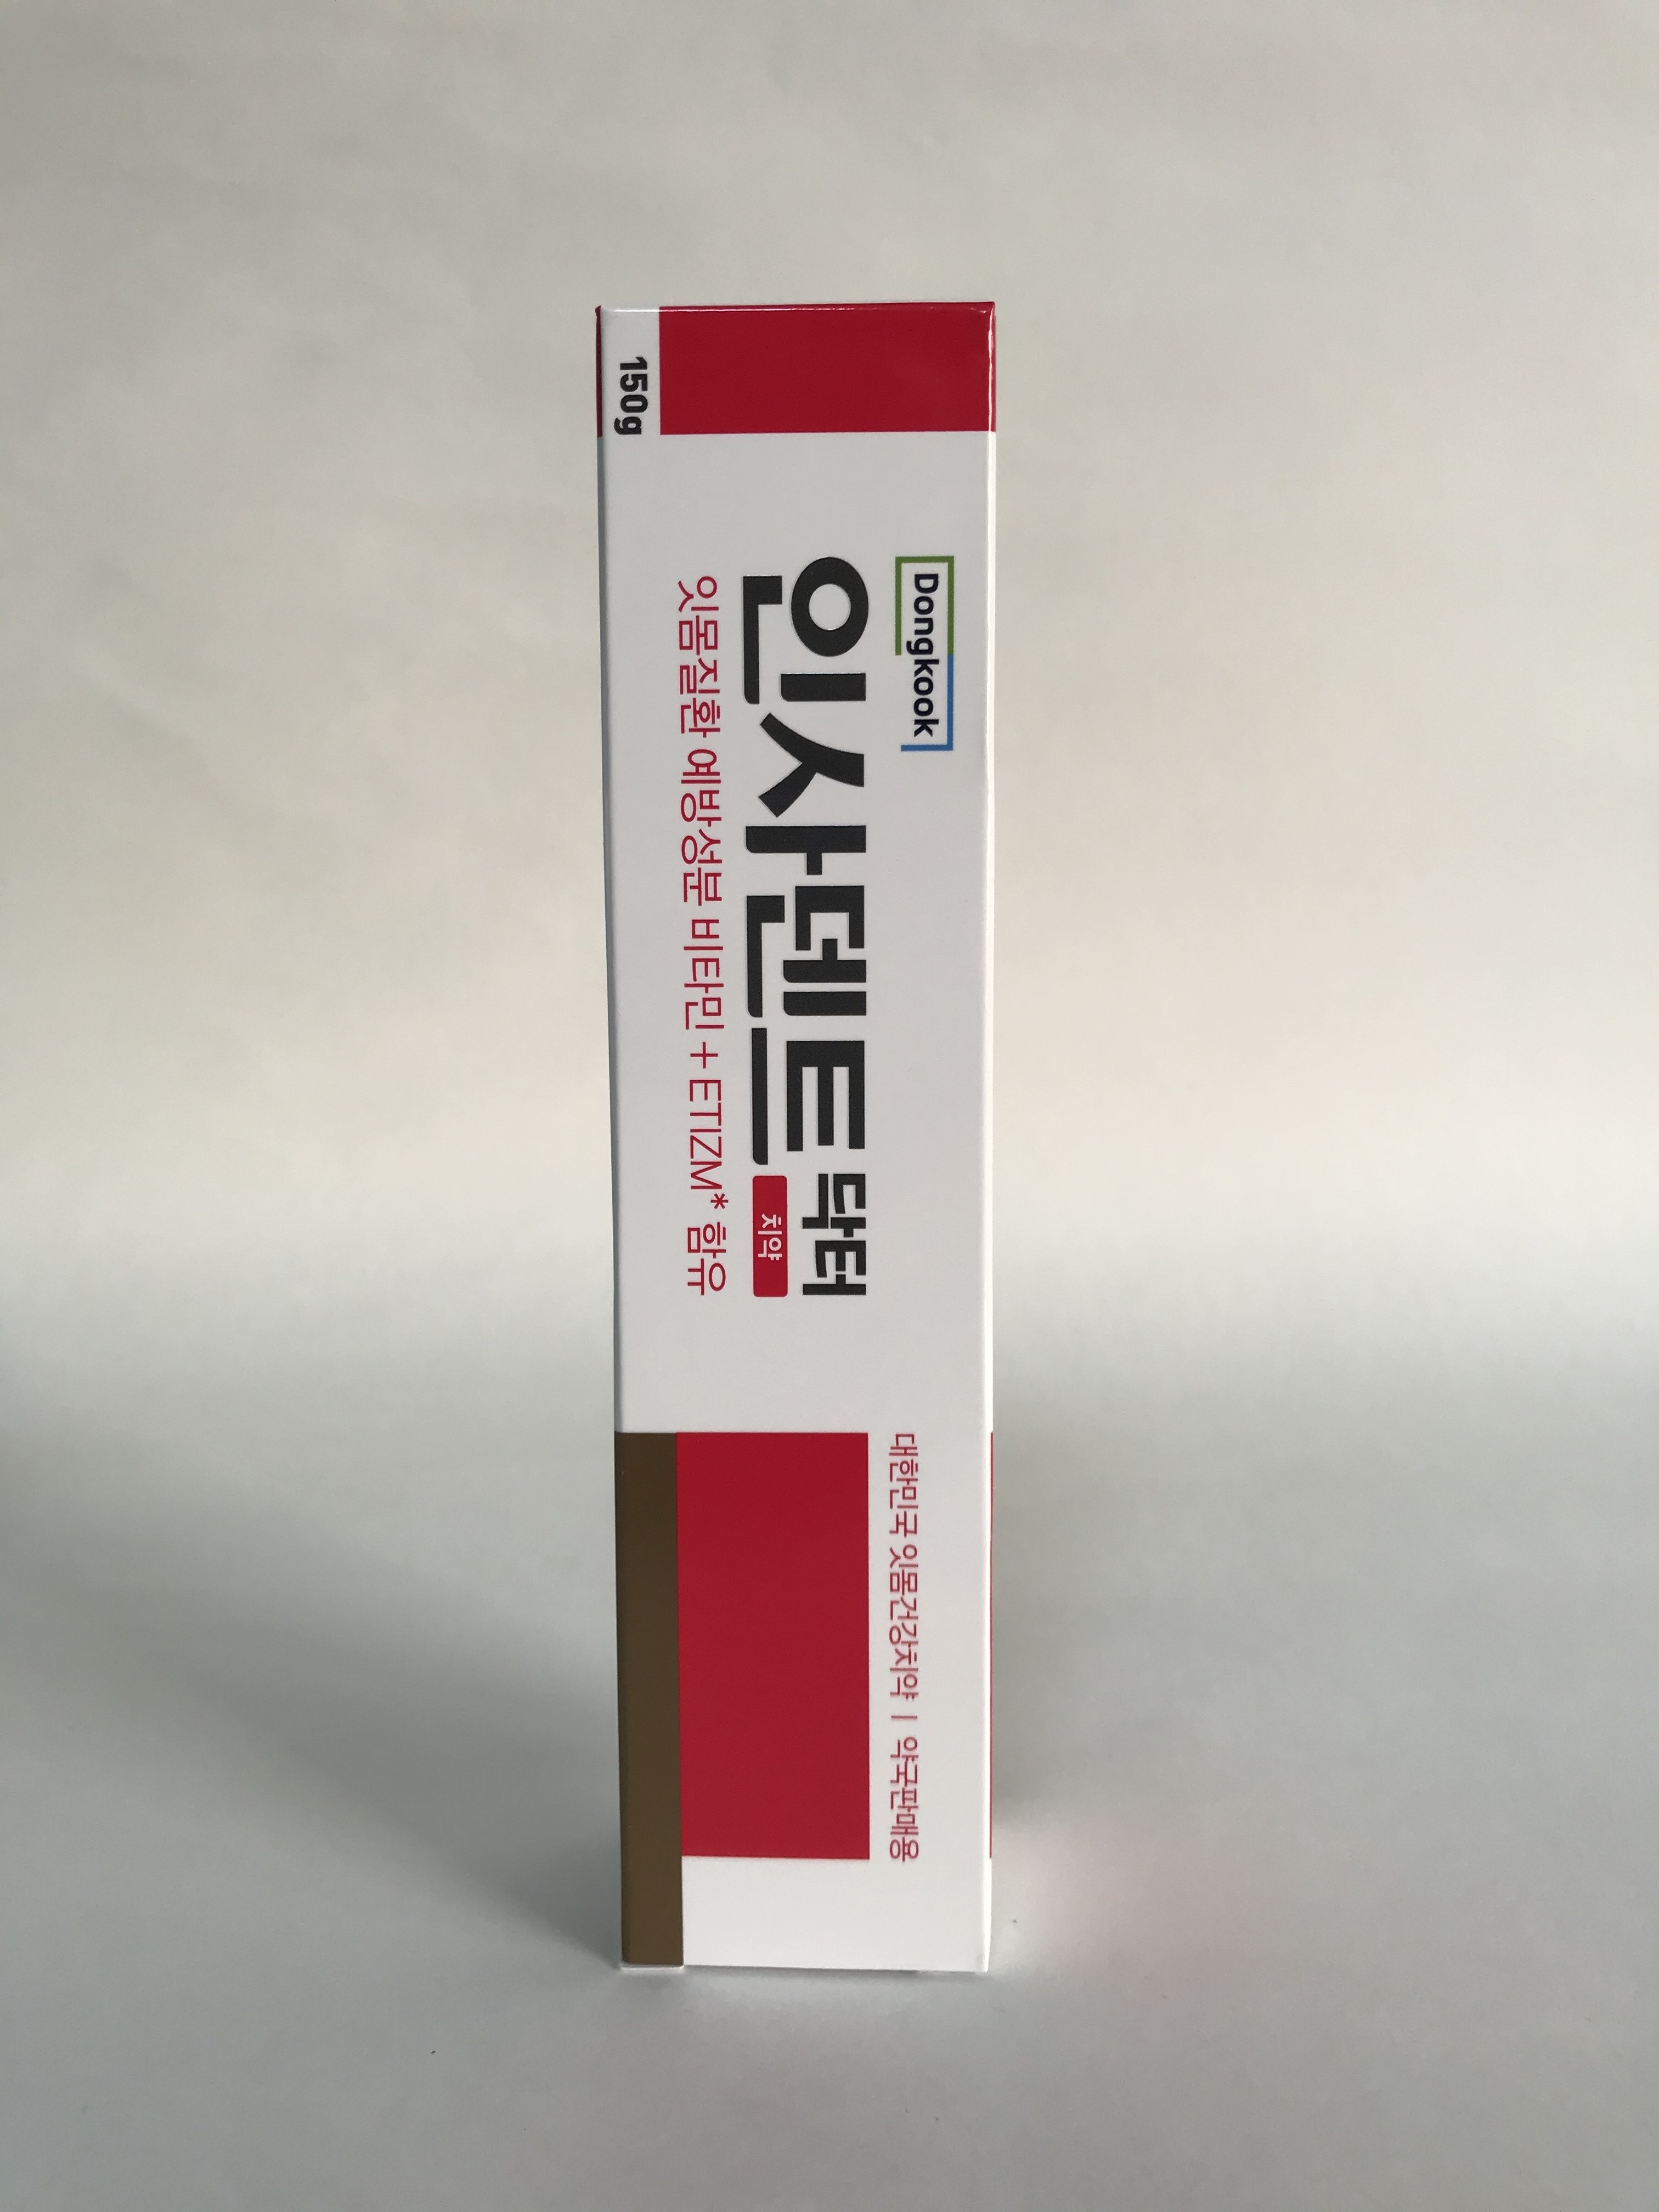 Dongkook
인사덴트 닥터
치약
잇몸질환 예방성분 비타민 + ETIZM* 함유
150g
대한민국 잇몸건강치약 | 약국판매용